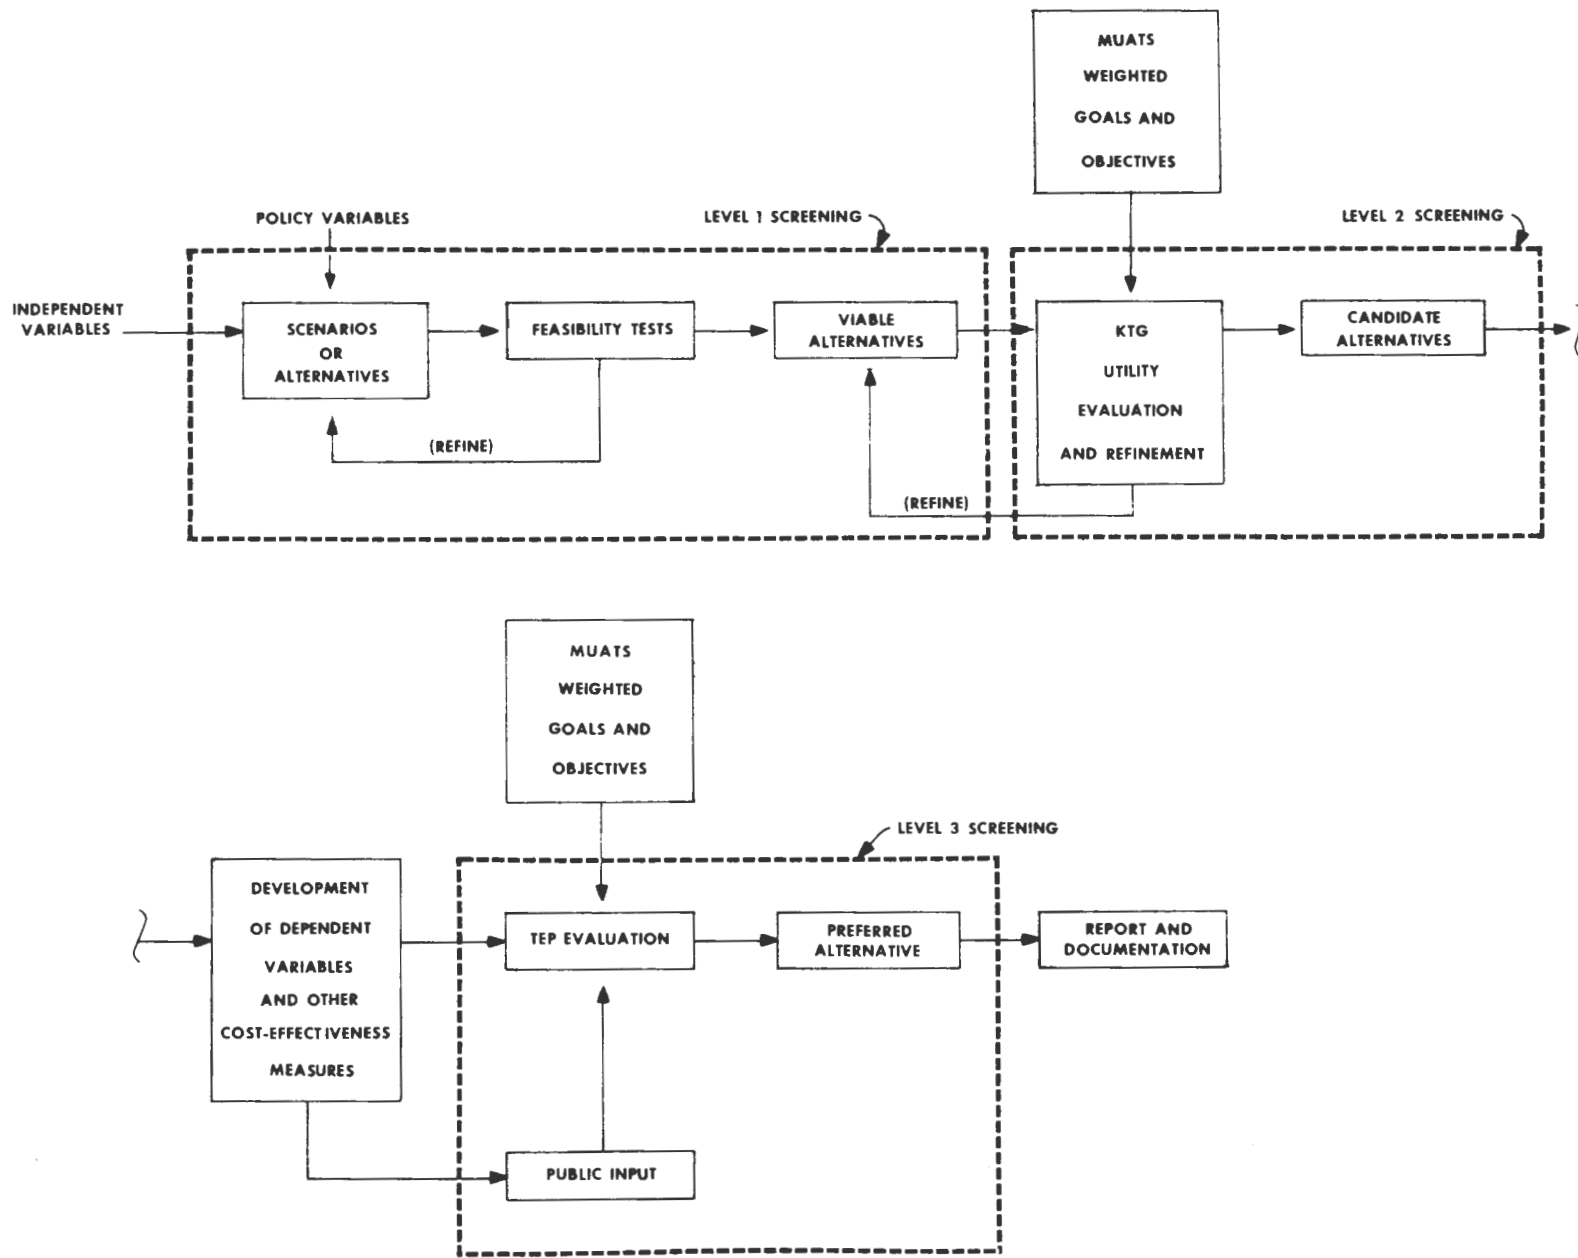 MUATS
WEIGHTED
GOALS AND
OBJECTIVES
POLICY VARIABLES
LEVEL 1 SCREENING
LEVEL 2 SCREENING
INDEPENDENT
VARIABLES
SCENARIOS
OR
ALTERNATIVES
FEASIBILITY TESTS
VIABLE
ALTERNATIVES
KTG
UTILITY
EVALUATION
AND REFINEMENT
CANDIDATE
ALTERNATIVES
(REFINE)
(REFINE)
MUATS
WEIGHTED
GOALS AND
OBJECTIVES
LEVEL 3 SCREENING
DEVELOPMENT
OF DEPENDENT
VARIABLES
AND OTHER
COST-EFFECTIVENESS
MEASURES
TEP EVALUATION
PREFERRED
ALTERNATIVE
REPORT AND
DOCUMENTATION
PUBLIC INPUT